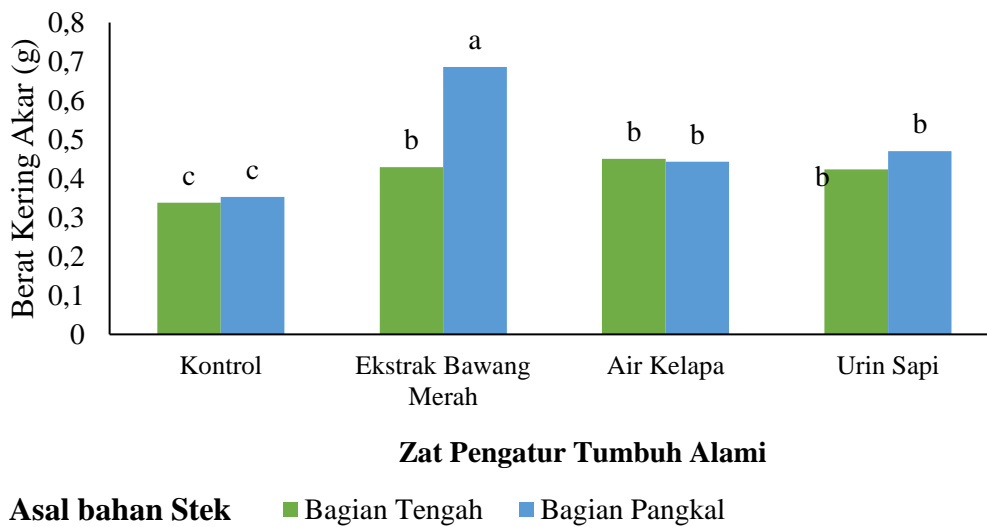 Berat Kering Akar (g)
0,8
0,7
0,6
0,5
0,4
0,3
0,2
0,1
0
c
c
b
a
b
b
b
b
Kontrol
Ekstrak Bawang
Merah
Air Kelapa
Urin Sapi
Zat Pengatur Tumbuh Alami
Asal bahan Stek
Bagian Tengah
Bagian Pangkal